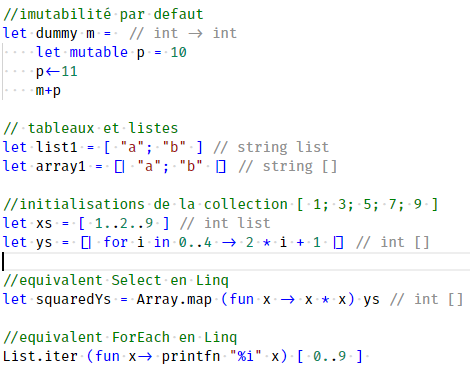 //imutabilité par defaut
let dummy m = // int -> int
    let mutable p = 10
    p<-11
    m+p
// tableaux et listes
let list1 = [ "a"; "b" ] // string list
let array1 = [| "a"; "b" |] // string []
//initialisations de la collection [ 1; 3; 5; 7; 9 ]
let xs = [ 1..2..9 ] // int list
let ys = [| for i in 0..4 -> 2 * i + 1 |] // int []
//equivalent Select en Linq
let squaredYs = Array.map (fun x -> x * x) ys // int []
//equivalent ForEach en Linq
List.iter (fun x-> printfn "%i" x) [ 0..9 ]